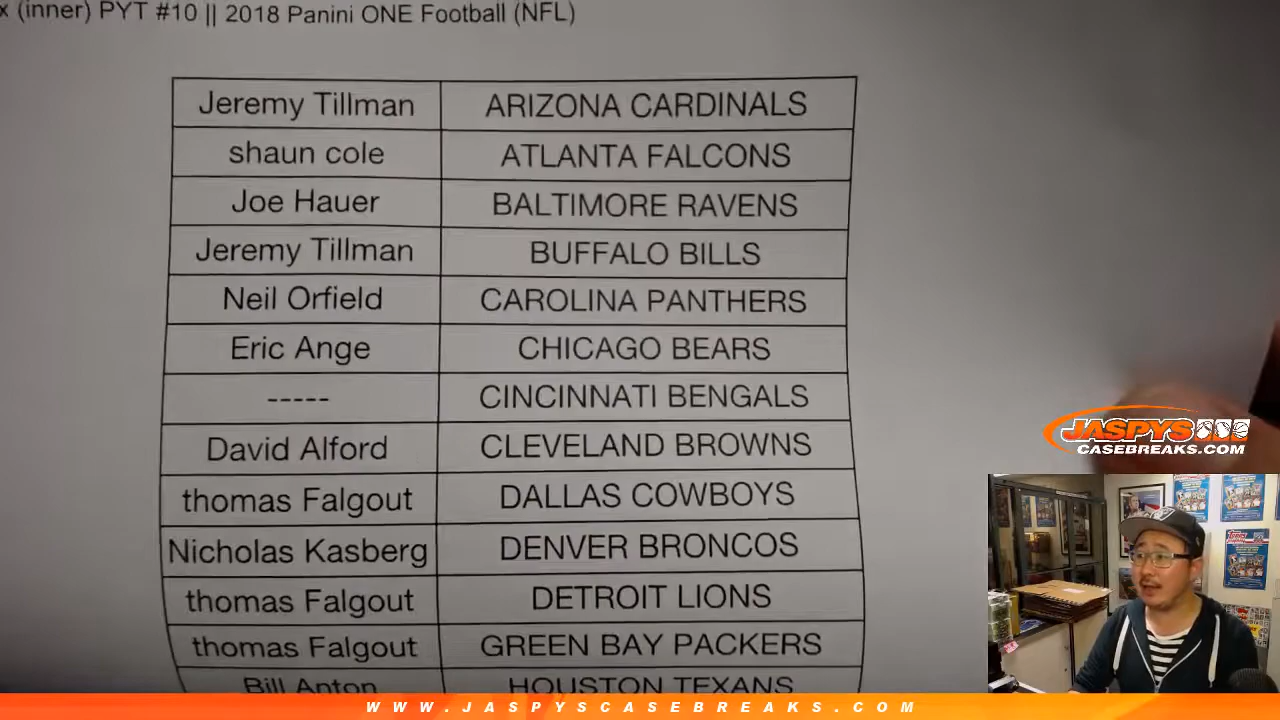 x (inner) PYT #10 || 2018 Panini ONE Football (NFL)
Jeremy Tillman ARIZONA CARDINALS
shaun cole ATLANTA FALCONS
Joe Hauer BALTIMORE RAVENS
Jeremy Tillman BUFFALO BILLS
Neil Orfield CAROLINA PANTHERS
Eric Ange CHICAGO BEARS
----- CINCINNATI BENGALS
David Alford CLEVELAND BROWNS
thomas Falgout DALLAS COWBOYS
Nicholas Kasberg DENVER BRONCOS
thomas Falgout DETROIT LIONS
thomas Falgout GREEN BAY PACKERS
Bill Anton HOUSTON TEXANS
JASPYS
CASEBREAKS.COM
WWW.JASPYSCASEBREAKS.COM